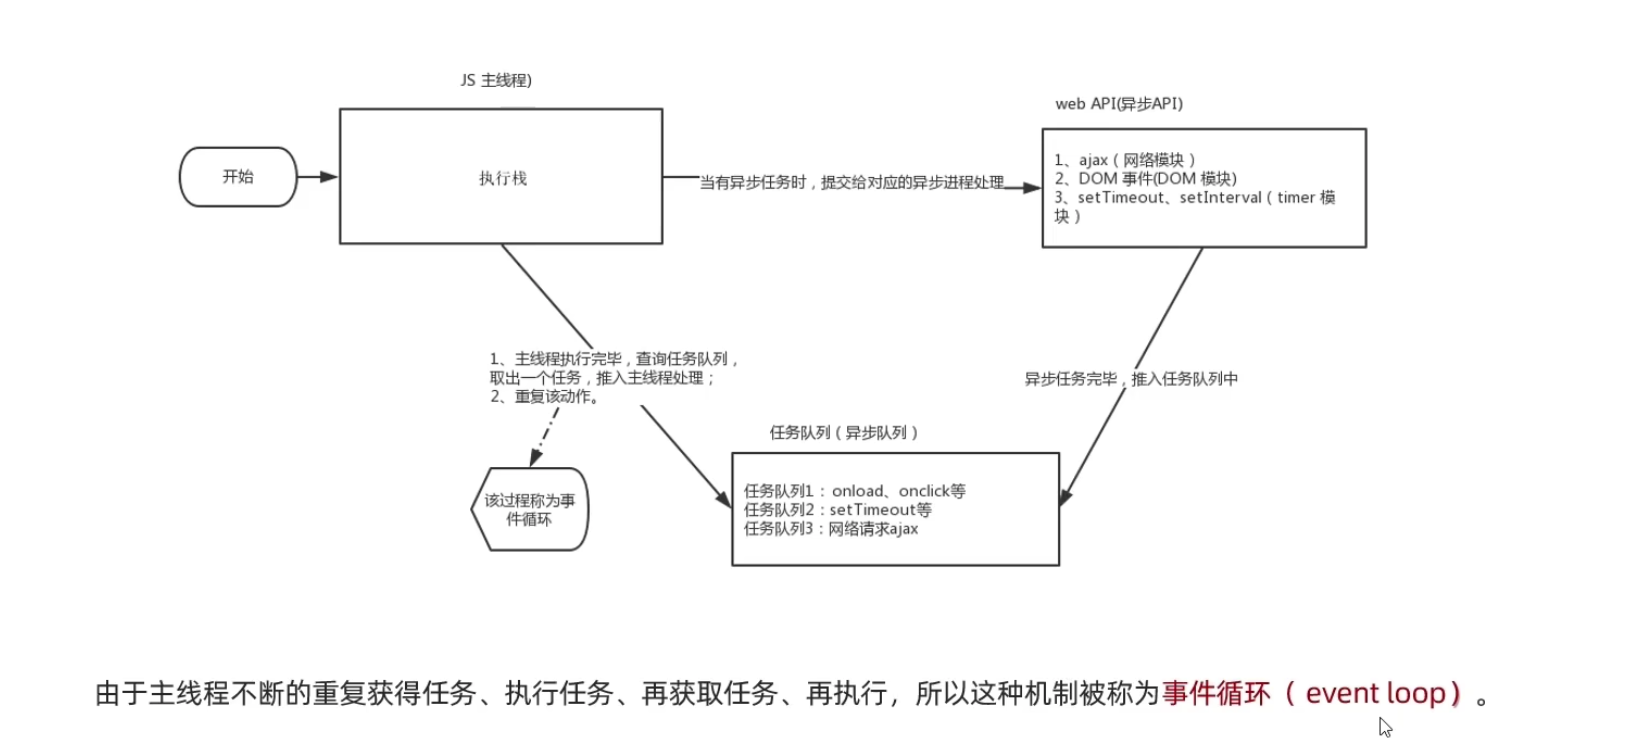 JS 主线程)
web API(异步API)
开始
执行栈
当有异步任务时，提交给对应的异步进程处理
1、ajax（网络模块）
2、DOM 事件(DOM 模块)
3、setTimeout、setInterval（timer 模
块）
1、主线程执行完毕，查询任务队列，
取出一个任务，推入主线程处理；
2、重复该动作。
异步任务完毕，推入任务队列中
任务队列（异步队列）
该过程称为事
件循环
任务队列1：onload、onclick等
任务队列2：setTimeout等
任务队列3：网络请求ajax
由于主线程不断的重复获得任务、执行任务、再获取任务、再执行，所以这种机制被称为事件循环（ event loop）。